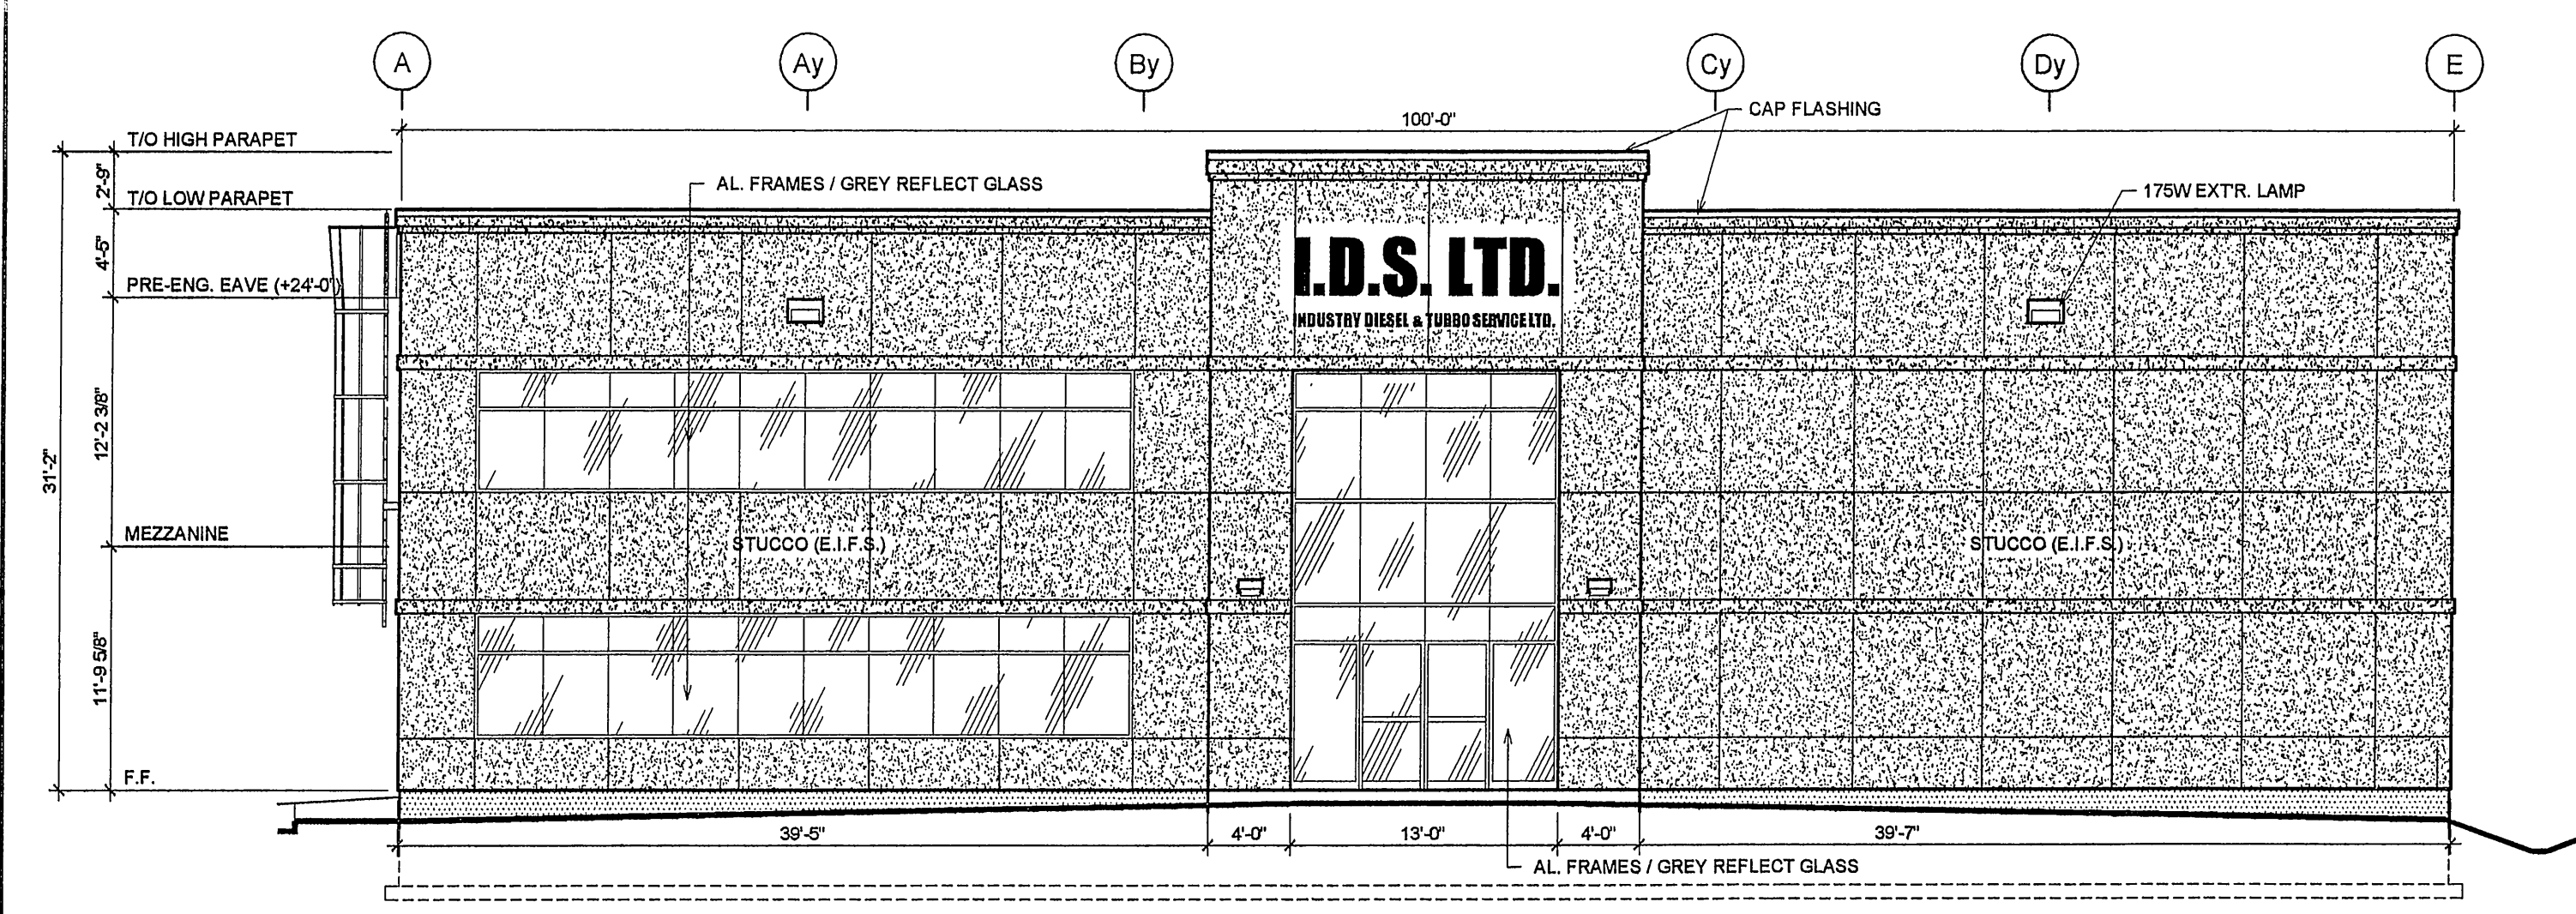 A
Ay
By
Cy
Dy
E
CAP FLASHING
100'-0"
T/O HIGH PARAPET
2'-9"
AL. FRAMES / GREY REFLECT GLASS
175W EXT'R. LAMP
T/O LOW PARAPET
4'-5"
I.D.S. LTD.
PRE-ENG. EAVE (+24'-0")
INDUSTRY DIESEL & TURBO SERVICE LTD.
12'-2 3/8"
31'-2"
MEZZANINE
STUCCO (E.I.F.S.)
STUCCO (E.I.F.S.)
11'-9 5/8"
F.F.
39'-5"
4'-0"
13'-0"
4'-0"
39'-7"
AL. FRAMES / GREY REFLECT GLASS